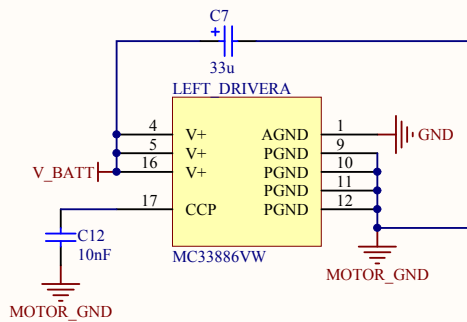 C7
+
33u
LEFT_DRIVERA
4 V+ AGND 1 GND
5 V+ PGND 9
V_BATT 16 V+ PGND 10
PGND 11
17 CCP PGND 12
C12
10nF
MC33886VW
MOTOR_GND
MOTOR_GND